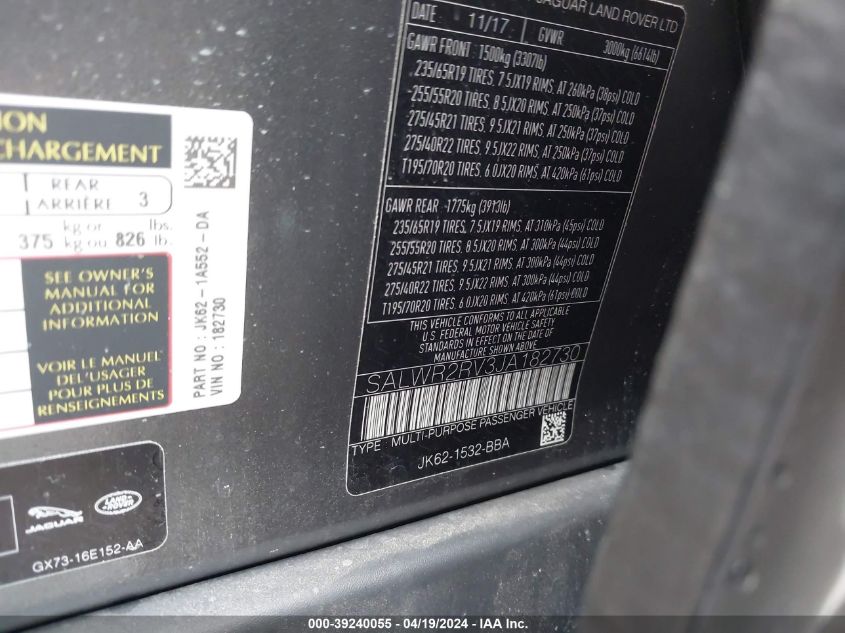 ION
CHARGEMENT
REAR
ARRIÈRE 3
kg or lbs.
375 kg ou 826 lb.
SEE OWNER'S
MANUAL FOR
ADDITIONAL
INFORMATION
VOIR LE MANUEL
DEL'USAGER
POUR PLUS DE
RENSEIGNEMENTS
PART NO : JK62-1A552-DA
VIN NO : 182730
JAGUAR
LAND ROVER
GX73-16E152-AA
JAGUAR LAND ROVER LTD
DATE 11/17 GVWR 3000kg (6614lb)
GAWR FRONT 1500kg (3307lb)
235/65R19 TIRES, 7.5JX19 RIMS, AT 260kPa (38psi) COLD
255/55R20 TIRES, 8.5JX20 RIMS, AT 250kPa (37psi) COLD
275/45R21 TIRES, 9.5JX21 RIMS, AT 250kPa (37psi) COLD
275/40R22 TIRES, 9.5JX22 RIMS, AT 250kPa (37psi) COLD
T195/70R20 TIRES, 6.0JX20 RIMS, AT 420kPa (61psi) COLD
GAWR REAR 1775kg (3913lb)
235/65R19 TIRES, 7.5JX19 RIMS, AT 310kPa (45psi) COLD
255/55R20 TIRES, 8.5JX20 RIMS, AT 300kPa (44psi) COLD
275/45R21 TIRES, 9.5JX21 RIMS, AT 300kPa (44psi) COLD
275/40R22 TIRES, 9.5JX22 RIMS, AT 300kPa (44psi) COLD
T195/70R20 TIRES, 6.0JX20 RIMS, AT 420kPa (61psi) COLD
THIS VEHICLE CONFORMS TO ALL APPLICABLE
U.S. FEDERAL MOTOR VEHICLE SAFETY
STANDARDS IN EFFECT ON THE DATE OF
MANUFACTURE SHOWN ABOVE.
SALWR2RV3JA182730
TYPE : MULTI-PURPOSE PASSENGER VEHICLE
JK62-1532-BBA
000-39240055 - 04/19/2024 - IAA Inc.